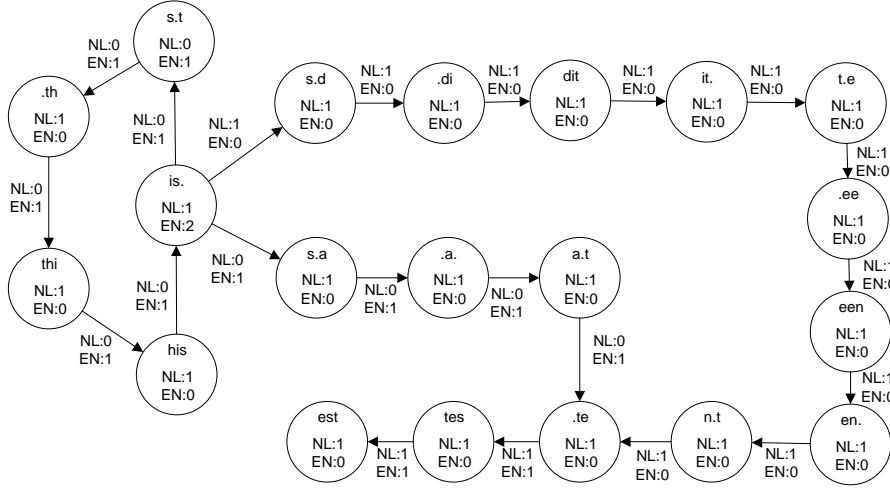 s.t
NL:0
EN:1
NL:0
EN:1
.th
NL:1
EN:0
NL:0
EN:1
thi
NL:1
EN:0
NL:0
EN:1
his
NL:1
EN:0
NL:0
EN:1
is.
NL:1
EN:2
NL:0
EN:1
NL:1
EN:0
s.d
NL:1
EN:0
NL:1
EN:0
.di
NL:1
EN:0
NL:1
EN:0
dit
NL:1
EN:0
NL:1
EN:0
it.
NL:1
EN:0
NL:1
EN:0
t.e
NL:1
EN:0
NL:1
EN:0
.ee
NL:1
EN:0
NL:1
EN:0
een
NL:1
EN:0
NL:1
EN:0
en.
NL:1
EN:0
NL:1
EN:0
n.t
NL:1
EN:0
NL:1
EN:0
NL:0
EN:1
s.a
NL:1
EN:0
NL:0
EN:1
.a.
NL:1
EN:0
NL:0
EN:1
a.t
NL:1
EN:0
NL:0
EN:1
.te
NL:1
EN:0
NL:1
EN:1
tes
NL:1
EN:0
NL:1
EN:1
est
NL:1
EN:0